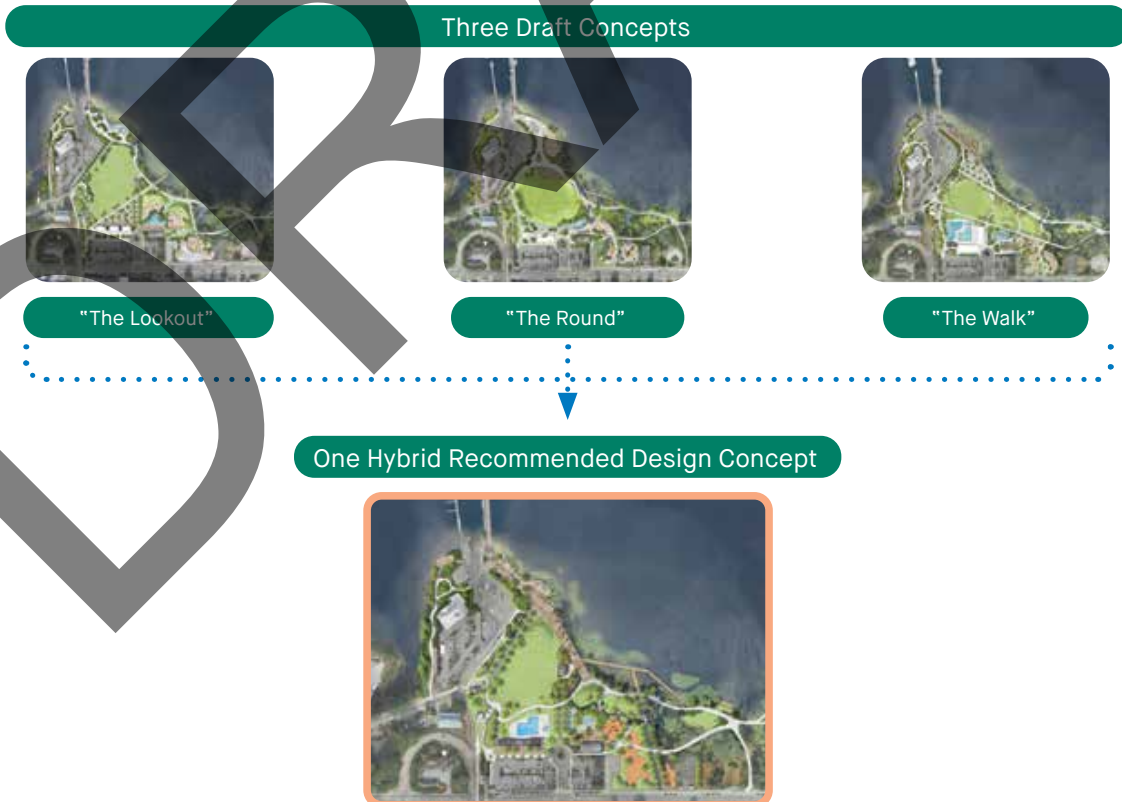 Three Draft Concepts
"The Lookout"
"The Round"
"The Walk"
One Hybrid Recommended Design Concept